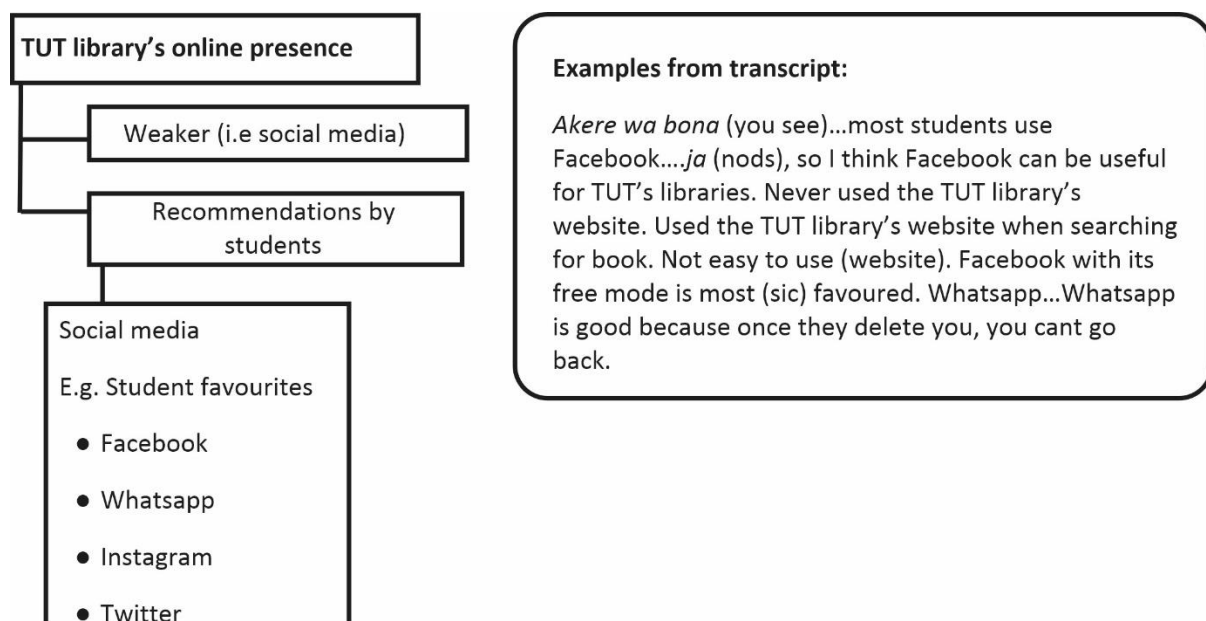 TUT library’s online presence
Weaker (i.e social media)
Recommendations by
students
Social media
E.g. Student favourites
● Facebook
● Whatsapp
● Instagram
● Twitter
Examples from transcript:
Akere wa bona (you see)...most students use
Facebook....ja (nods), so I think Facebook can be useful
for TUT’s libraries. Never used the TUT library’s
website. Used the TUT library’s website when searching
for book. Not easy to use (website). Facebook with its
free mode is most (sic) favoured. Whatsapp...Whatsapp
is good because once they delete you, you cant go
back.